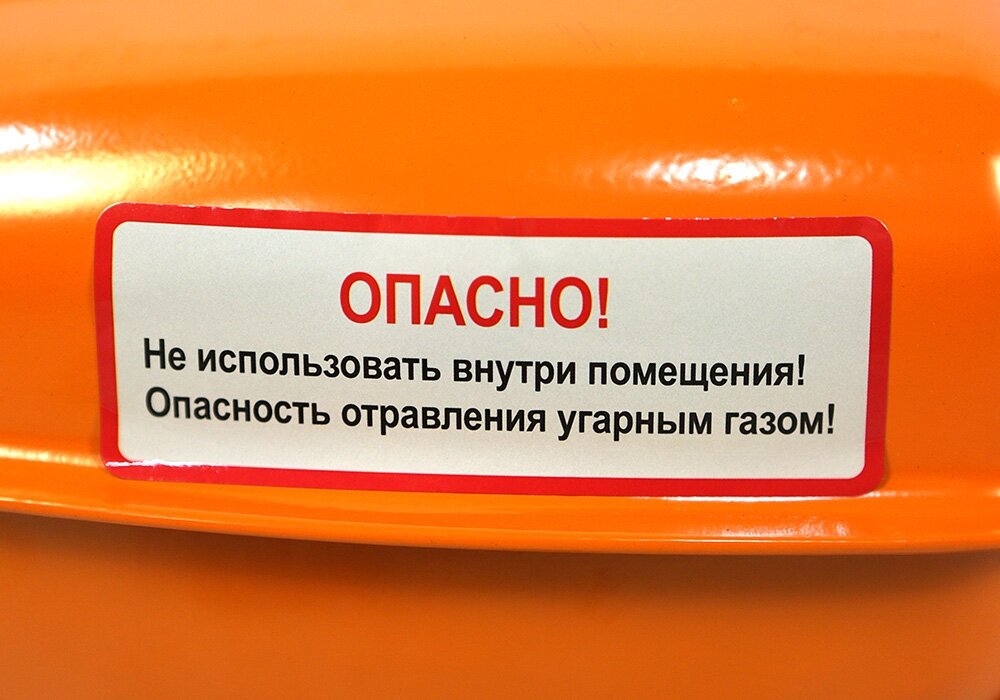 ОПАСНО!
Не использовать внутри помещения!
Опасность отравления угарным газом!